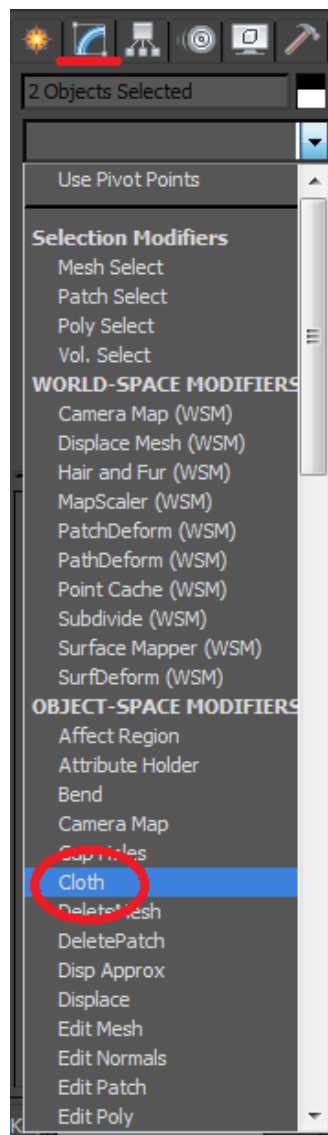 2 Objects Selected
Use Pivot Points
Selection Modifiers
Mesh Select
Patch Select
Poly Select
Vol. Select
WORLD-SPACE MODIFIERS
Camera Map (WSM)
Displace Mesh (WSM)
Hair and Fur (WSM)
MapScaler (WSM)
PatchDeform (WSM)
PathDeform (WSM)
Point Cache (WSM)
Subdivide (WSM)
Surface Mapper (WSM)
SurfDeform (WSM)
OBJECT-SPACE MODIFIERS
Affect Region
Attribute Holder
Bend
Camera Map
Cap Holes
Cloth
DeleteMesh
DeletePatch
Disp Approx
Displace
Edit Mesh
Edit Normals
Edit Patch
Edit Poly
K